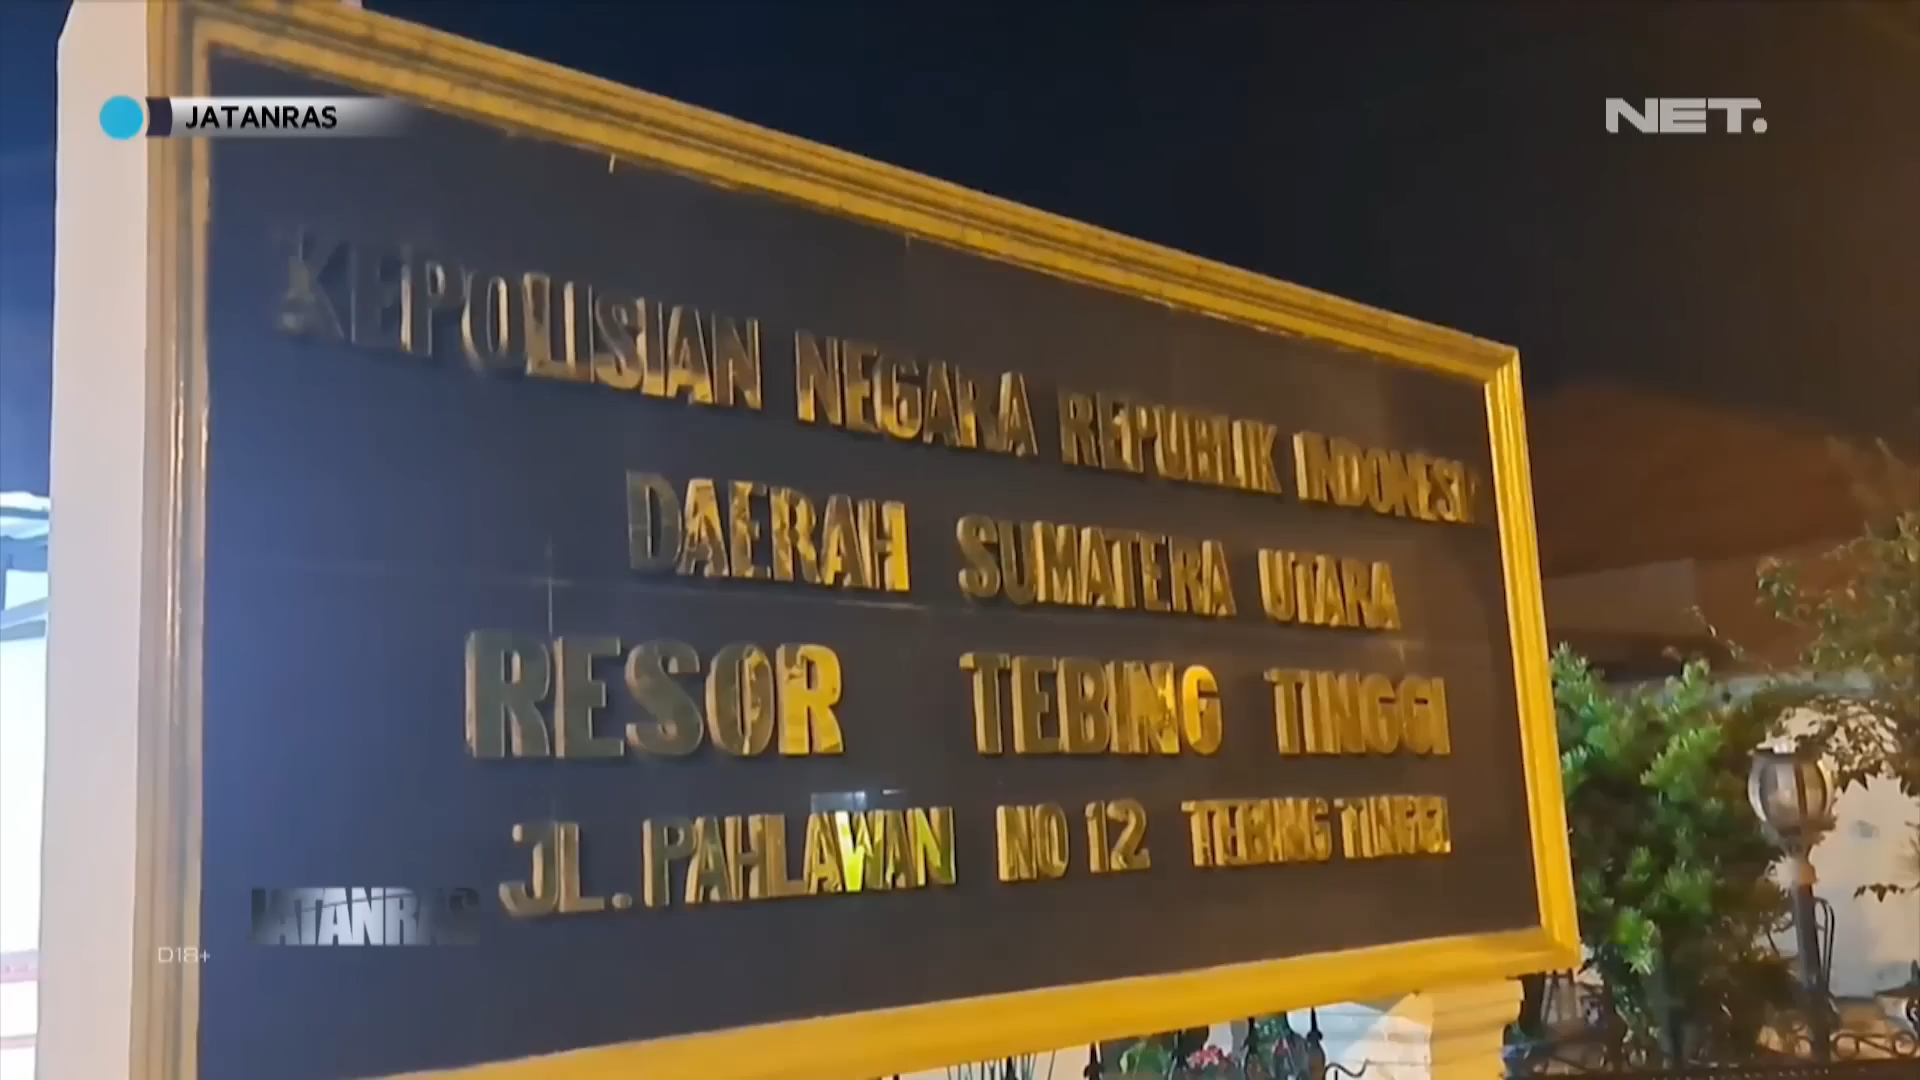 JATANRAS
NET.
KEPOLISIAN NEGARA REPUBLIK INDONESIA
DAERAH SUMATERA UTARA
RESOR TEBING TINGGI
JL. PAHLAWAN NO 12 TEBING TINGGI
JATANRAS
D18+